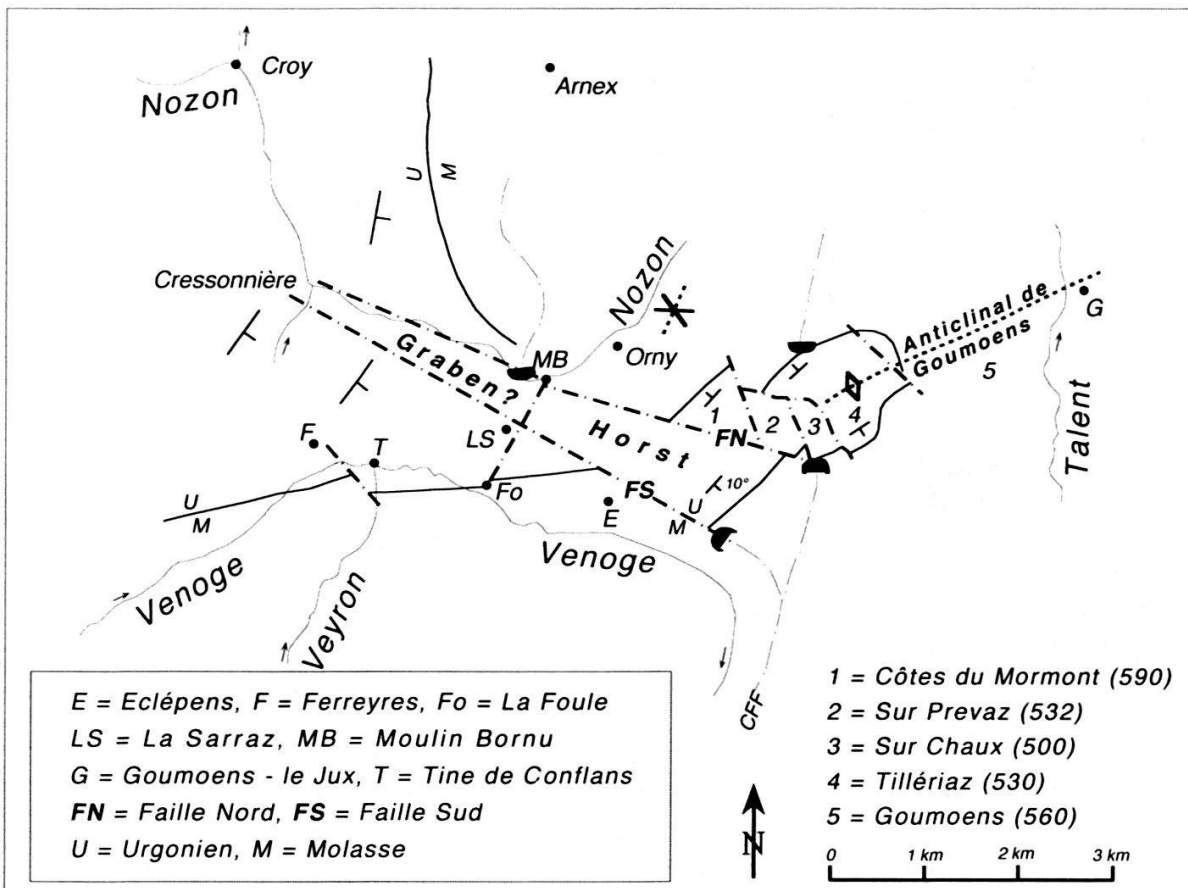 Croy
Arnex
Nozon
U
M
Cressonnière
Nozon
Anticlinal de
Goumoens
G
Graben?
MB
Orny
5
1
2
3
4
FN
Horst
LS
F
T
FS
Fo
E
10°
U
M
U
M
Talent
Venoge
Venoge
Veyron
CFF
E = Eclépens, F = Ferreyres, Fo = La Foule
LS = La Sarraz, MB = Moulin Bornu
G = Goumoens - le Jux, T = Tine de Conflans
FN = Faille Nord, FS = Faille Sud
U = Urgonien, M = Molasse
N
1 = Côtes du Mormont (590)
2 = Sur Prevaz (532)
3 = Sur Chaux (500)
4 = Tillériaz (530)
5 = Goumoens (560)
0 1 km 2 km 3 km